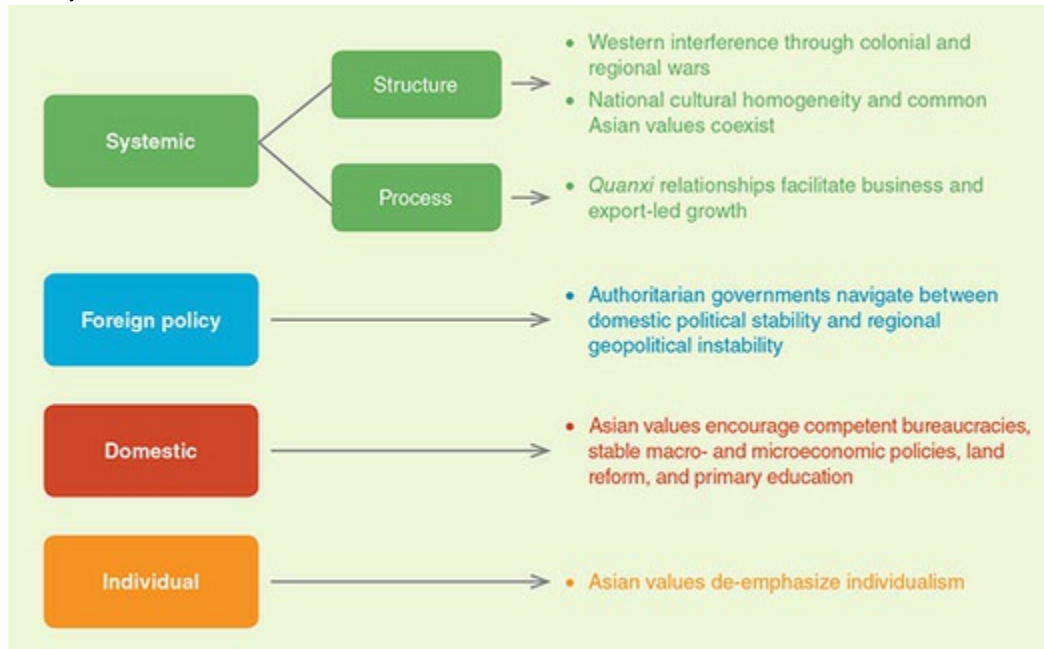 Systemic
Structure
• Western interference through colonial and
regional wars
• National cultural homogeneity and common
Asian values coexist
Process
• Quanxi relationships facilitate business and
export-led growth
Foreign policy
• Authoritarian governments navigate between
domestic political stability and regional
geopolitical instability
Domestic
• Asian values encourage competent bureaucracies,
stable macro- and microeconomic policies, land
reform, and primary education
Individual
• Asian values de-emphasize individualism